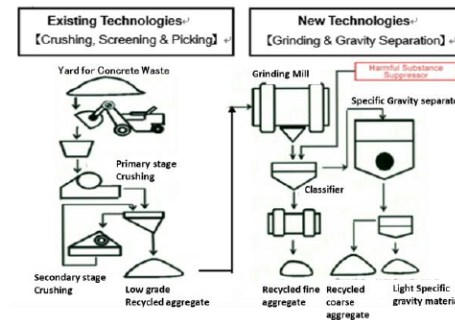 Existing Technologies↵
【Crushing, Screening & Picking】↵
New Technologies↵
【Grinding & Gravity Separation】↵
Yard for Concrete Waste
Primary stage
Crushing
Secondary stage
Crushing
Low grade
Recycled aggregate
Grinding Mill
Harmful Substance
Suppressor
Specific Gravity separato
Classifier
Recycled fine
aggregate
Recycled
coarse
aggregate
Light Specific
gravity materia